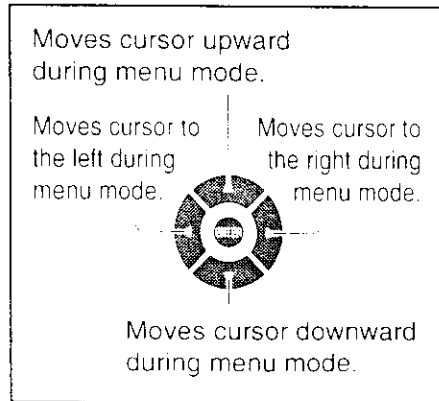 Moves cursor upward
during menu mode.
Moves cursor to
the left during
menu mode.
Moves cursor to
the right during
menu mode.
Moves cursor downward
during menu mode.